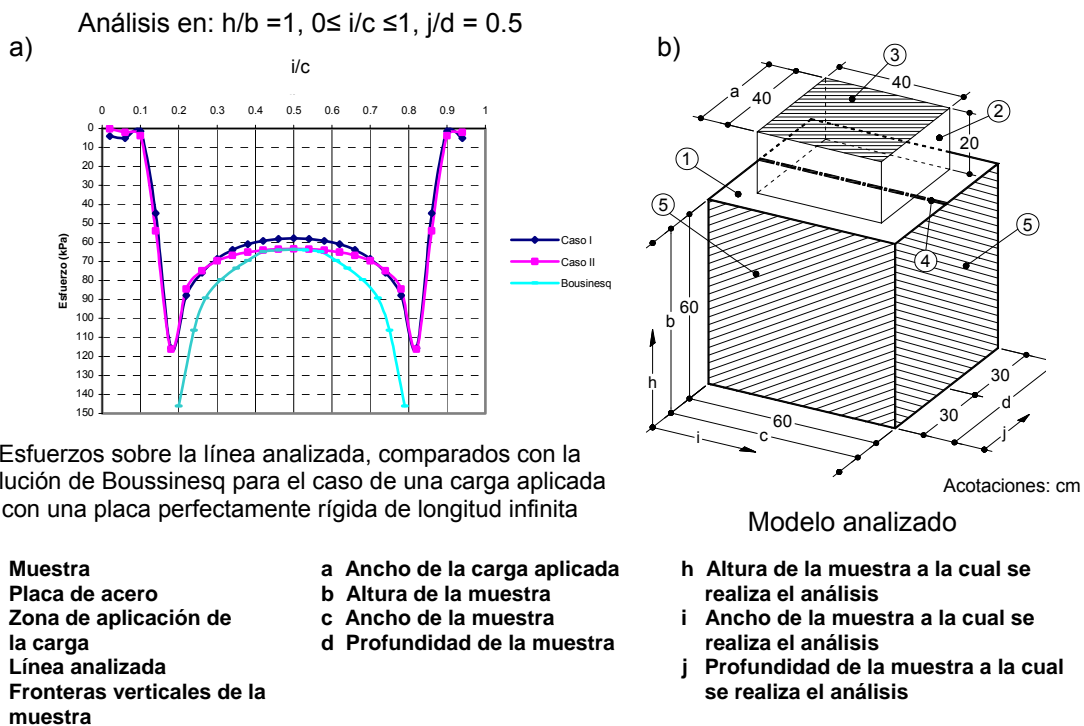 Análisis en: h/b =1, 0≤ i/c ≤1, j/d = 0.5
a)
i/c
0 0.1 0.2 0.3 0.4 0.5 0.6 0.7 0.8 0.9 1
0
10
20
30
40
50
60
70
80
90
100
110
120
130
140
150
Esfuerzo (kPa)
Caso I
Caso II
Bousinesq
b)
3
40
a
40
2
20
1
5
5
4
60
b
h
60
c
i
30
d
30
j
Acotaciones: cm
Esfuerzos sobre la línea analizada, comparados con la
lución de Boussinesq para el caso de una carga aplicada
con una placa perfectamente rígida de longitud infinita
Modelo analizado
Muestra
Placa de acero
Zona de aplicación de
la carga
Línea analizada
Fronteras verticales de la
muestra
a Ancho de la carga aplicada
b Altura de la muestra
c Ancho de la muestra
d Profundidad de la muestra
h Altura de la muestra a la cual se
realiza el análisis
i Ancho de la muestra a la cual se
realiza el análisis
j Profundidad de la muestra a la cual
se realiza el análisis